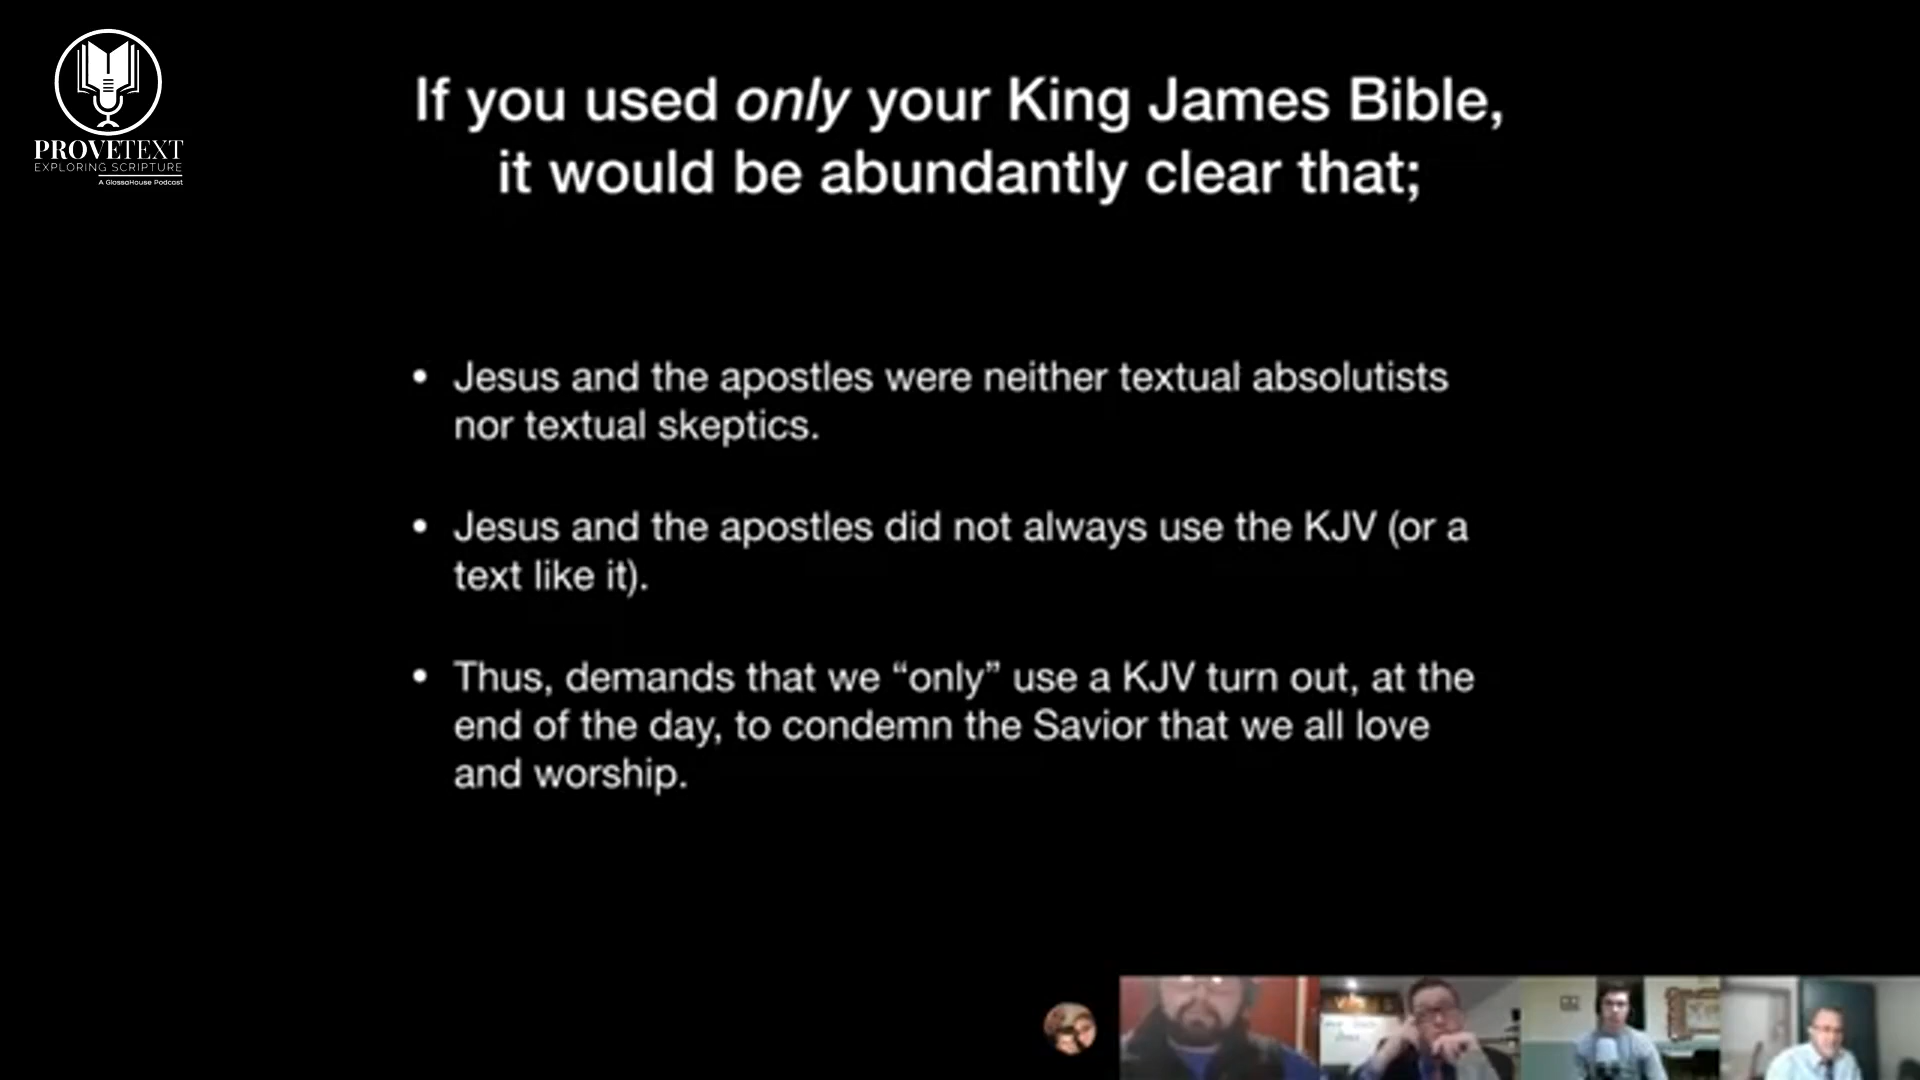 PROVETEXT
EXPLORING SCRIPTURE
A GlossaHouse Podcast
If you used only your King James Bible,
it would be abundantly clear that;
• Jesus and the apostles were neither textual absolutists
nor textual skeptics.
• Jesus and the apostles did not always use the KJV (or a
text like it).
• Thus, demands that we “only” use a KJV turn out, at the
end of the day, to condemn the Savior that we all love
and worship.